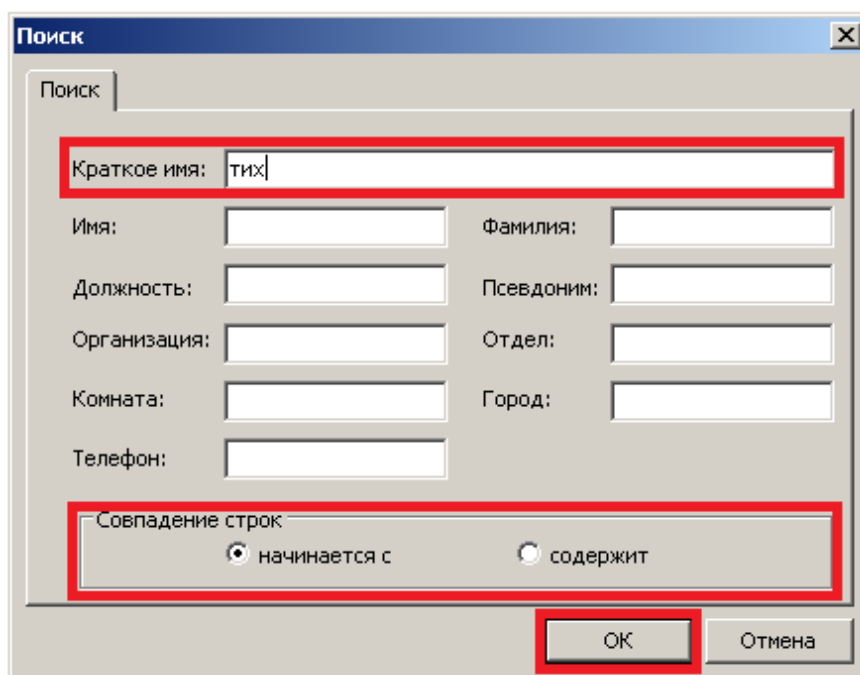 Поиск
Поиск
Краткое имя: тих
Имя: Фамилия:
Должность: Псевдоним:
Организация: Отдел:
Комната: Город:
Телефон:
Совпадение строк
начинается с содержит
ОК Отмена